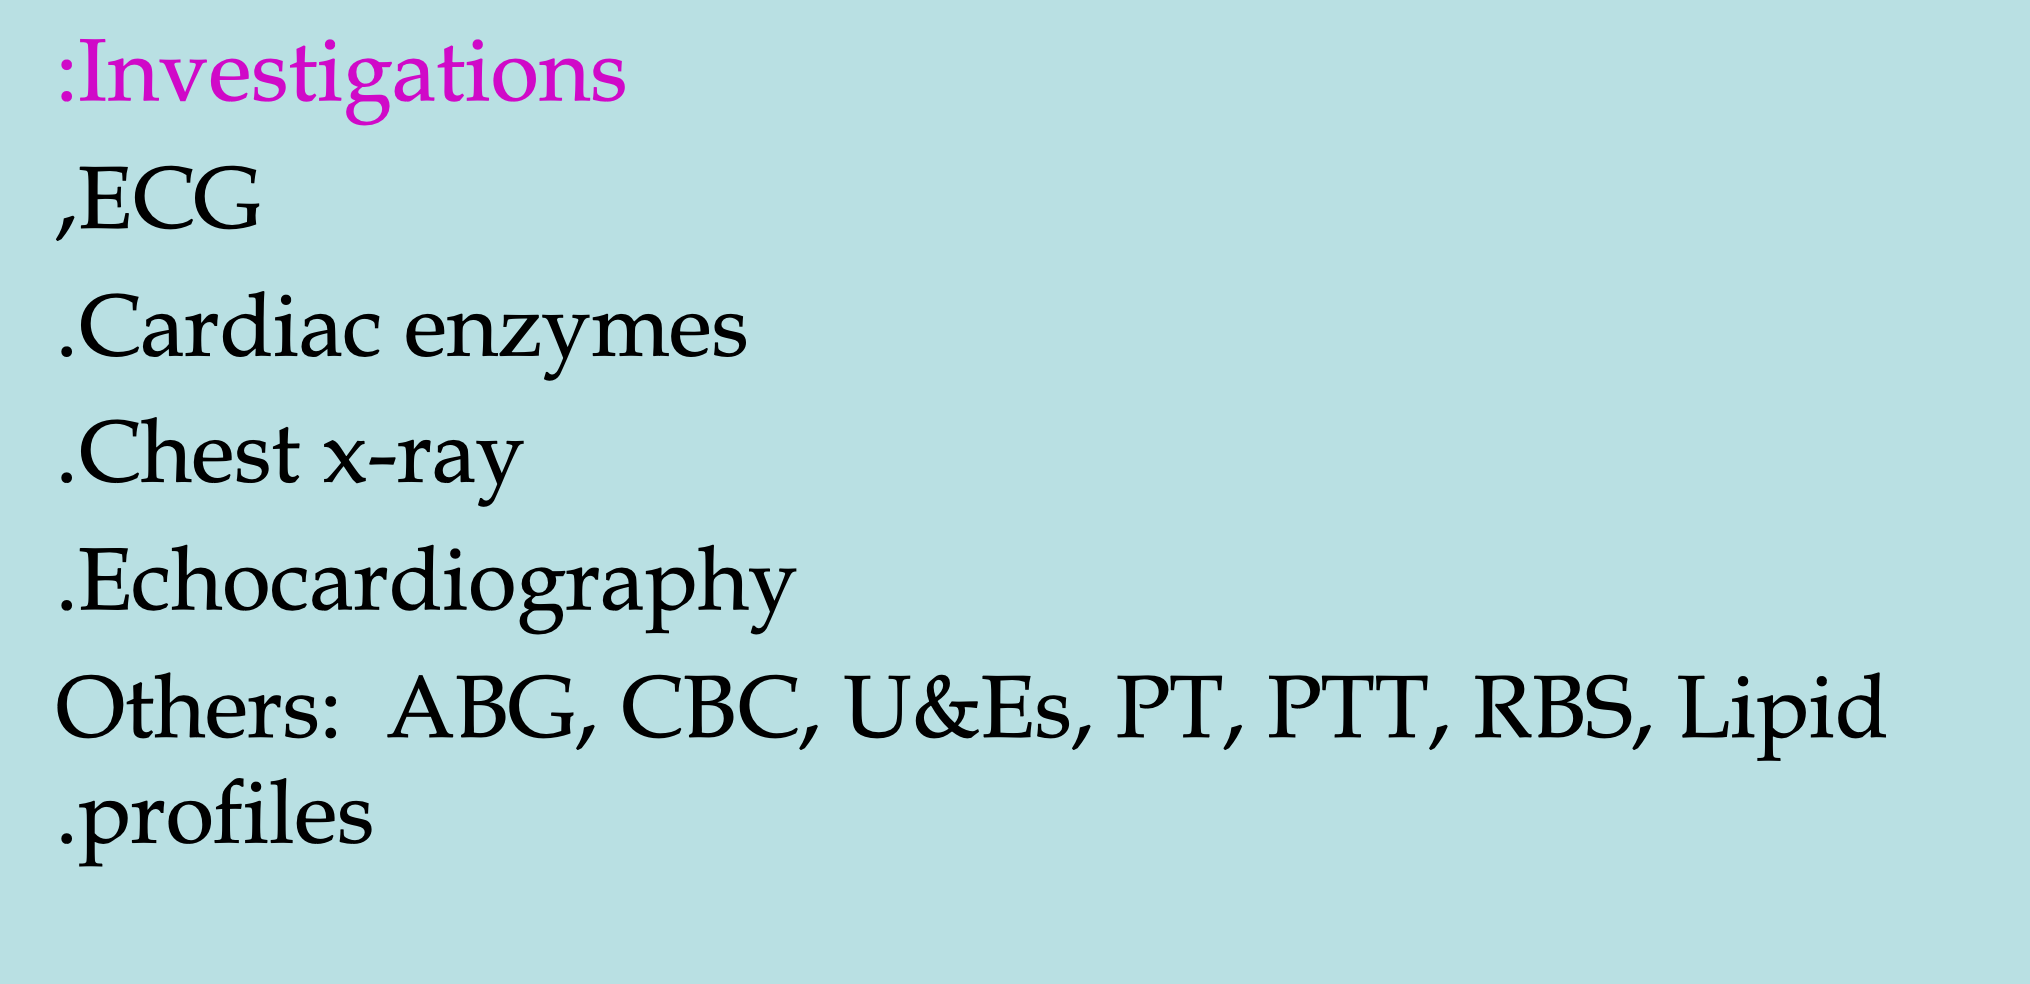 :Investigations
,ECG
.Cardiac enzymes
.Chest x-ray
.Echocardiography
Others:  ABG, CBC, U&Es, PT, PTT, RBS, Lipid
.profiles